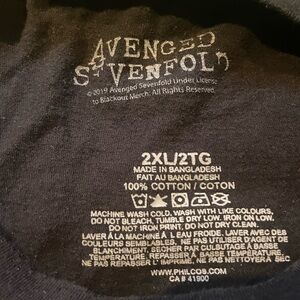 AVENGED
SEVENFOLD
© 2019 Avenged Sevenfold Under License
to Blackout Merch. All Rights Reserved.
2XL/2TG
MADE IN BANGLADESH
FAIT AU BANGLADESH
100% COTTON / COTON
MACHINE WASH COLD. WASH WITH LIKE COLOURS.
DO NOT BLEACH. TUMBLE DRY LOW. IRON ON LOW.
DO NOT IRON PRINT, DO NOT DRY CLEAN.
LAVER À LA MACHINE À L'EAU FROIDE. LAVER AVEC DES
COULEURS SEMBLABLES. NE PAS UTILISER D'AGENT DE
BLANCHIMENT. SÉCHER PAR CULBUTAGE À BASSE
TEMPÉRATURE. REPASSER À BASSE TEMPÉRATURE.
NE PAS REPASSER L'IMPRIMÉ. NE PAS NETTOYER À SEC
WWW.PHILCOS.COM
CA# 41900